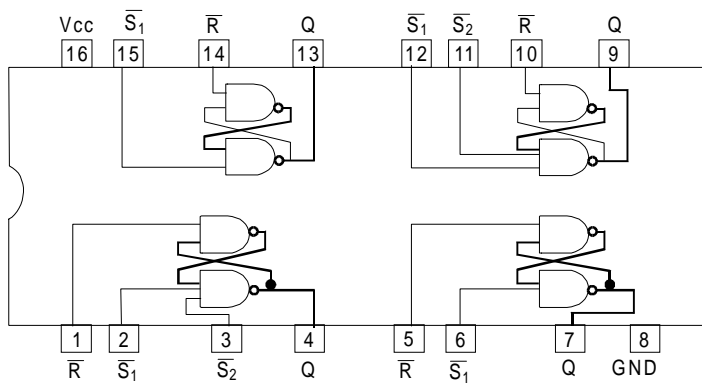 Vcc S̅₁ R̅ Q S̅₁ S̅₂ R̅ Q
16 15 14 13 12 11 10 9
1 2 3 4 5 6 7 8
R̅ S̅₁ S̅₂ Q R̅ S̅₁ Q GND